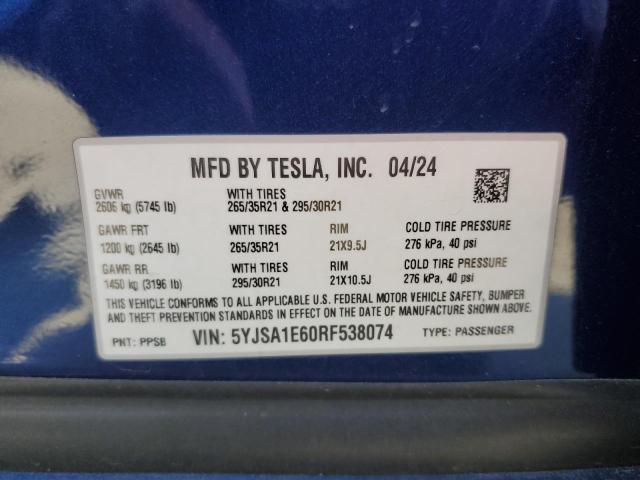 MFD BY TESLA, INC. 04/24
GVWR WITH TIRES
2606 kg (5745 lb) 265/35R21 & 295/30R21
GAWR FRT WITH TIRES RIM COLD TIRE PRESSURE
1200 kg (2645 lb) 265/35R21 21X9.5J 276 kPa, 40 psi
GAWR RR WITH TIRES RIM COLD TIRE PRESSURE
1450 kg (3196 lb) 295/30R21 21X10.5J 276 kPa, 40 psi
THIS VEHICLE CONFORMS TO ALL APPLICABLE U.S. FEDERAL MOTOR VEHICLE SAFETY, BUMPER
AND THEFT PREVENTION STANDARDS IN EFFECT ON THE DATE OF MANUFACTURE SHOWN ABOVE.
PNT: PPSB VIN: 5YJSA1E60RF538074 TYPE: PASSENGER